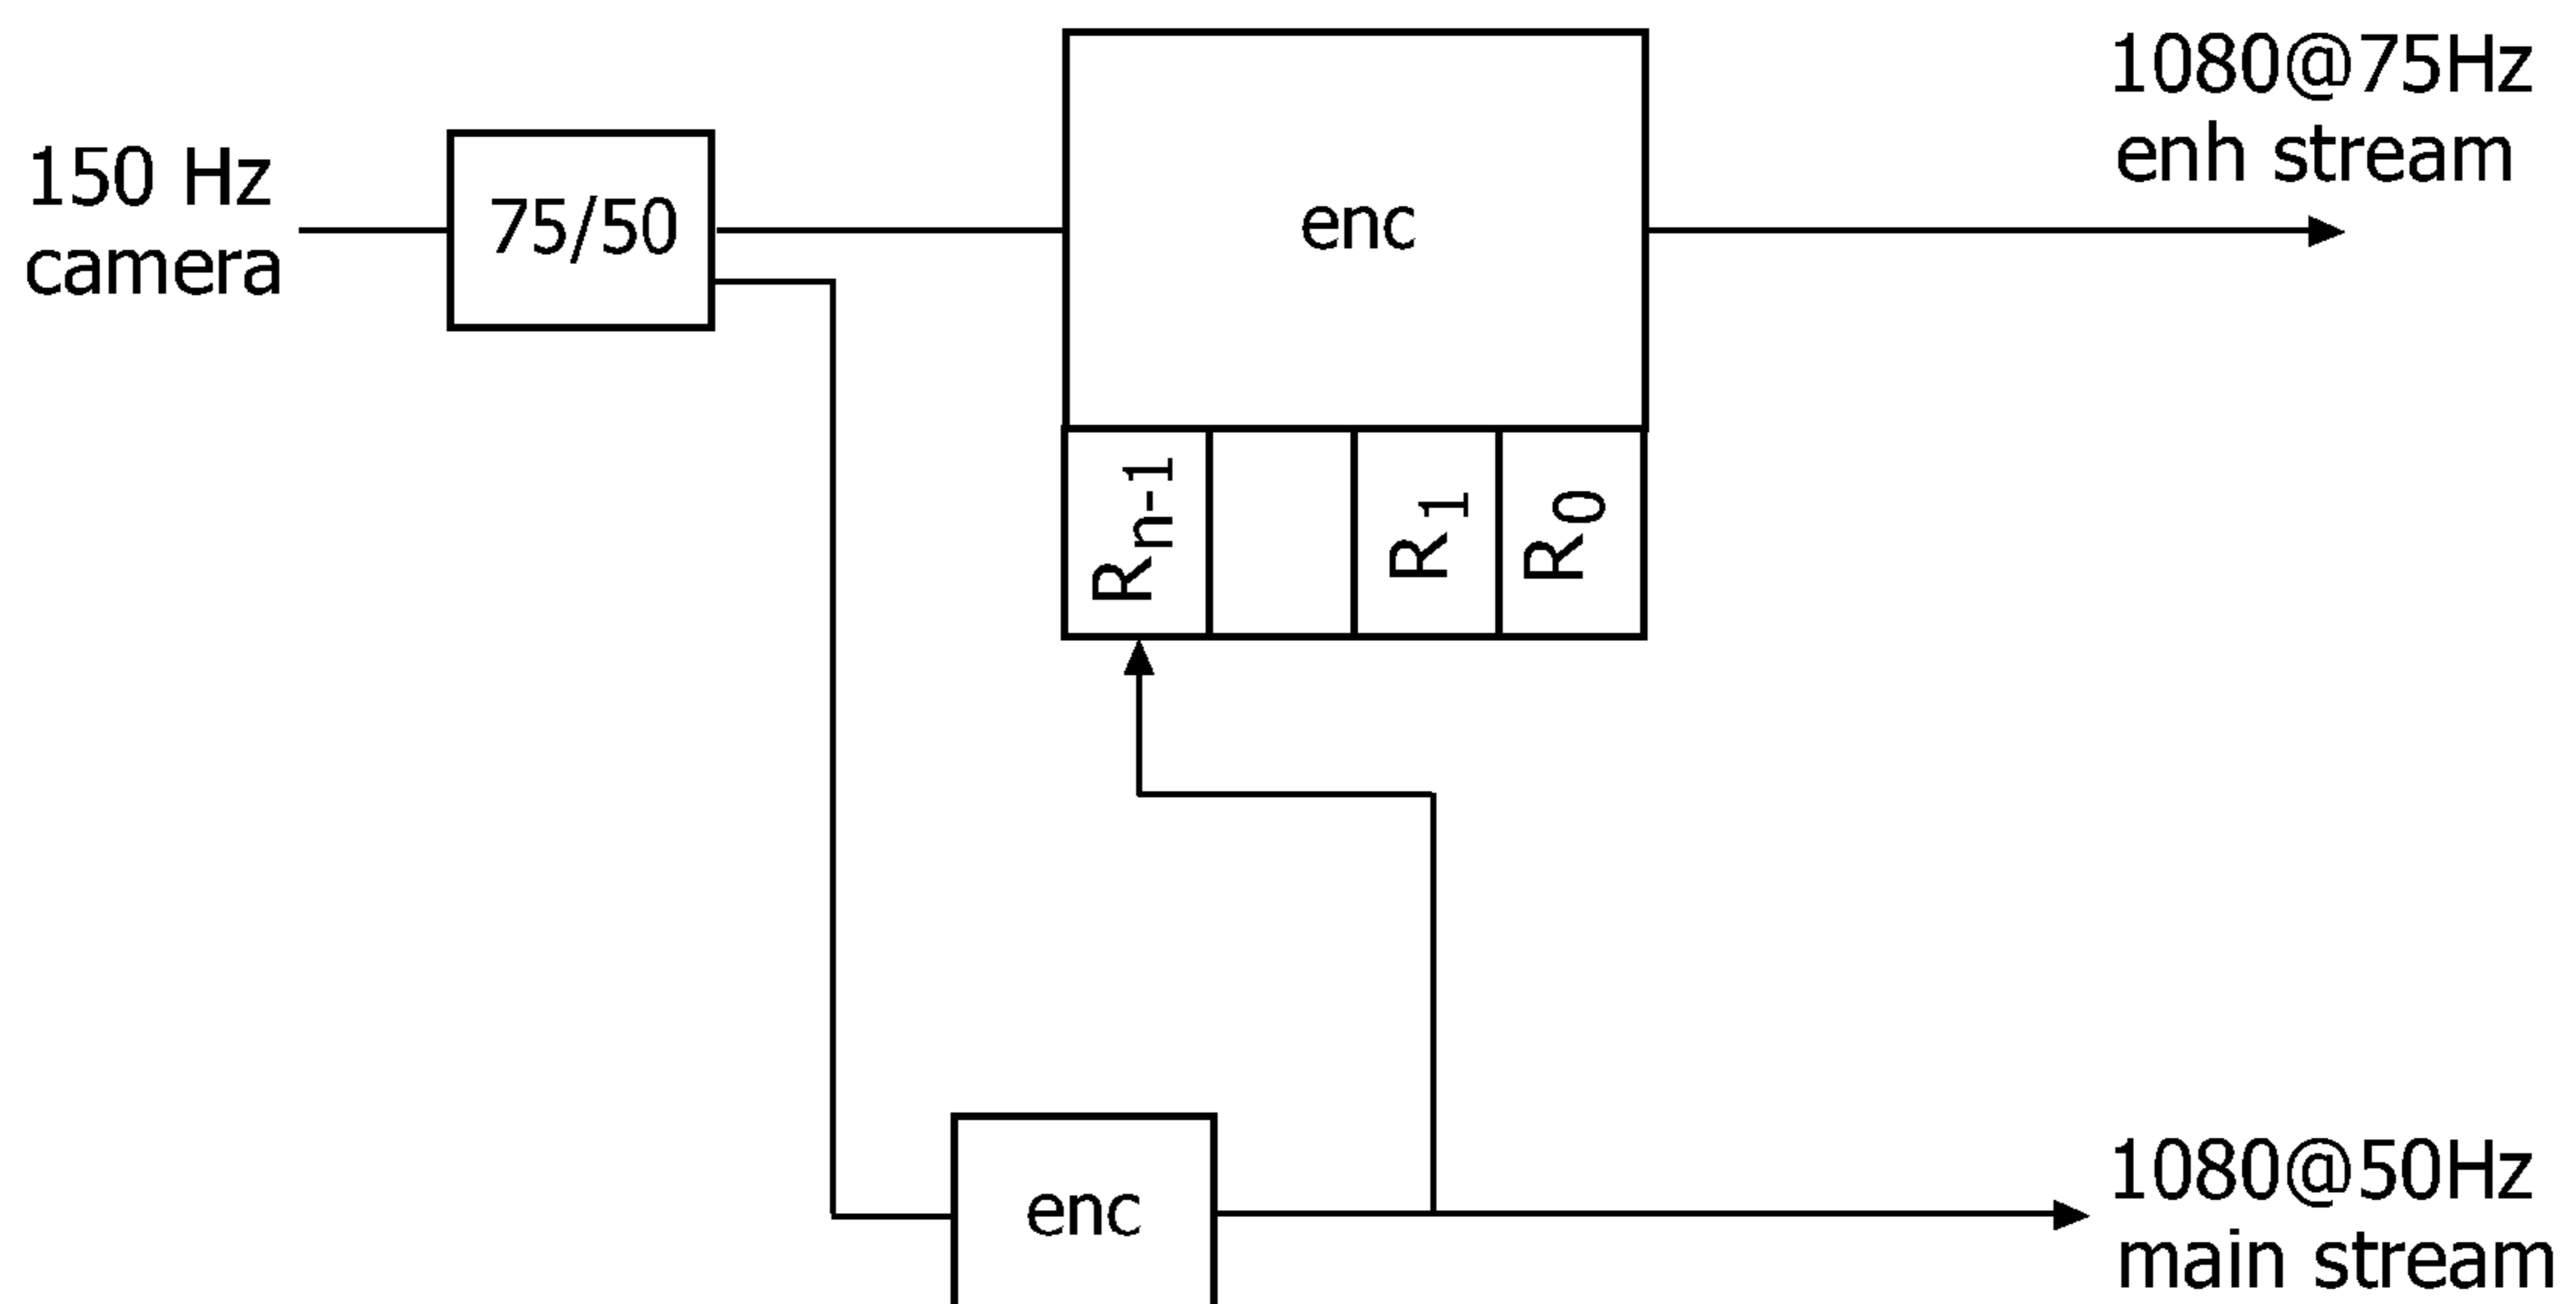 150 Hz
camera
75/50
enc
1080@75Hz
enh stream
Rn-1
R1
R0
enc
1080@50Hz
main stream